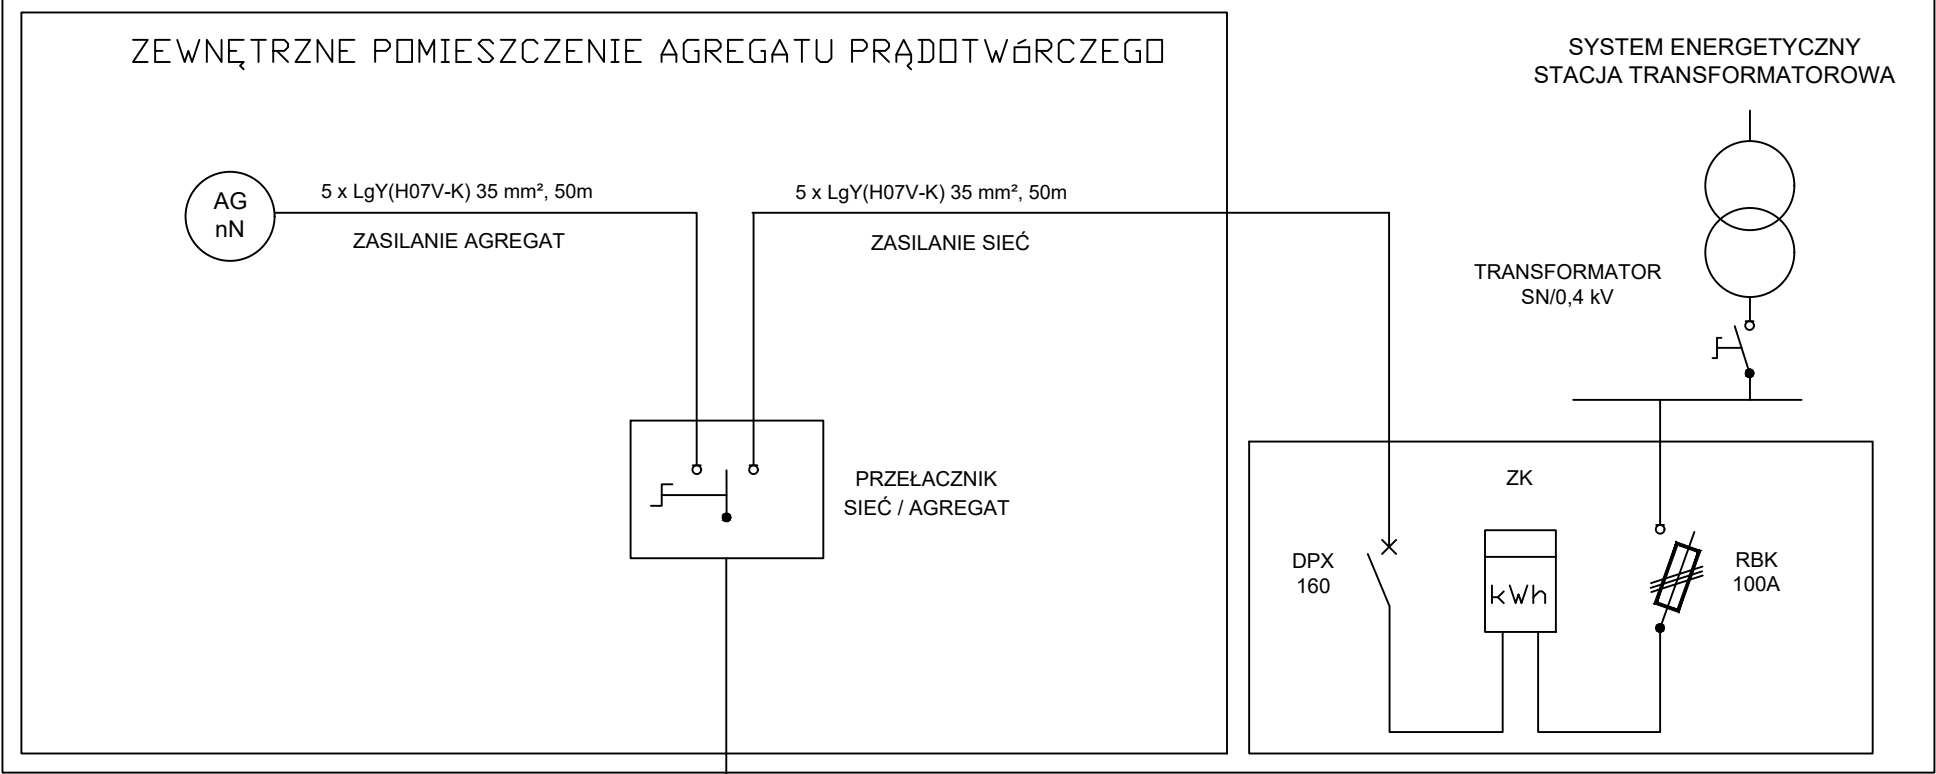 ZEWNĘTRZNE POMIESZCZENIE AGREGATU PRĄDOTWóRCZEGO
SYSTEM ENERGETYCZNY
STACJA TRANSFORMATOROWA
AG
nN
5 x LgY(H07V-K) 35 mm², 50m
ZASILANIE AGREGAT
5 x LgY(H07V-K) 35 mm², 50m
ZASILANIE SIEĆ
TRANSFORMATOR
SN/0,4 kV
PRZEŁACZNIK
SIEĆ / AGREGAT
ZK
DPX
160
kWh
RBK
100A